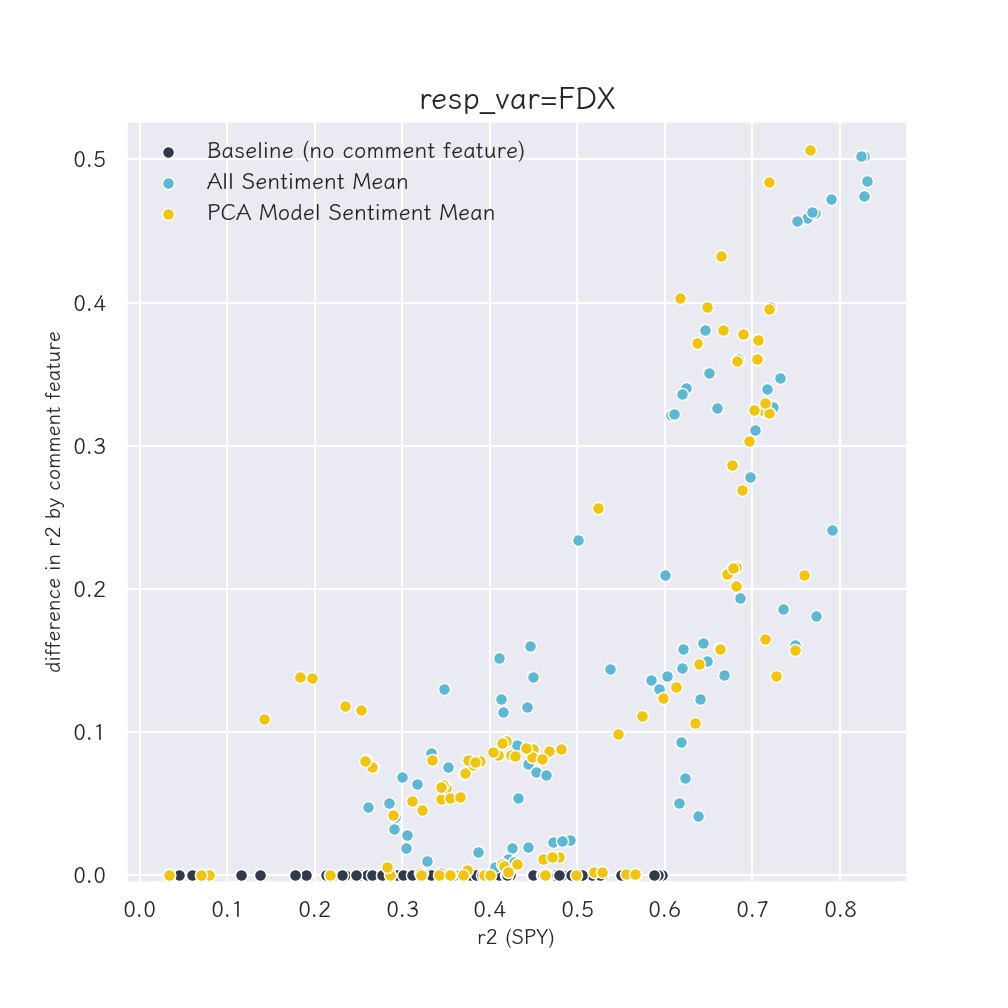 resp_var=FDX
Baseline (no comment feature)
All Sentiment Mean
PCA Model Sentiment Mean
difference in r2 by comment feature
0.5
0.4
0.3
0.2
0.1
0.0
0.0 0.1 0.2 0.3 0.4 0.5 0.6 0.7 0.8
r2 (SPY)